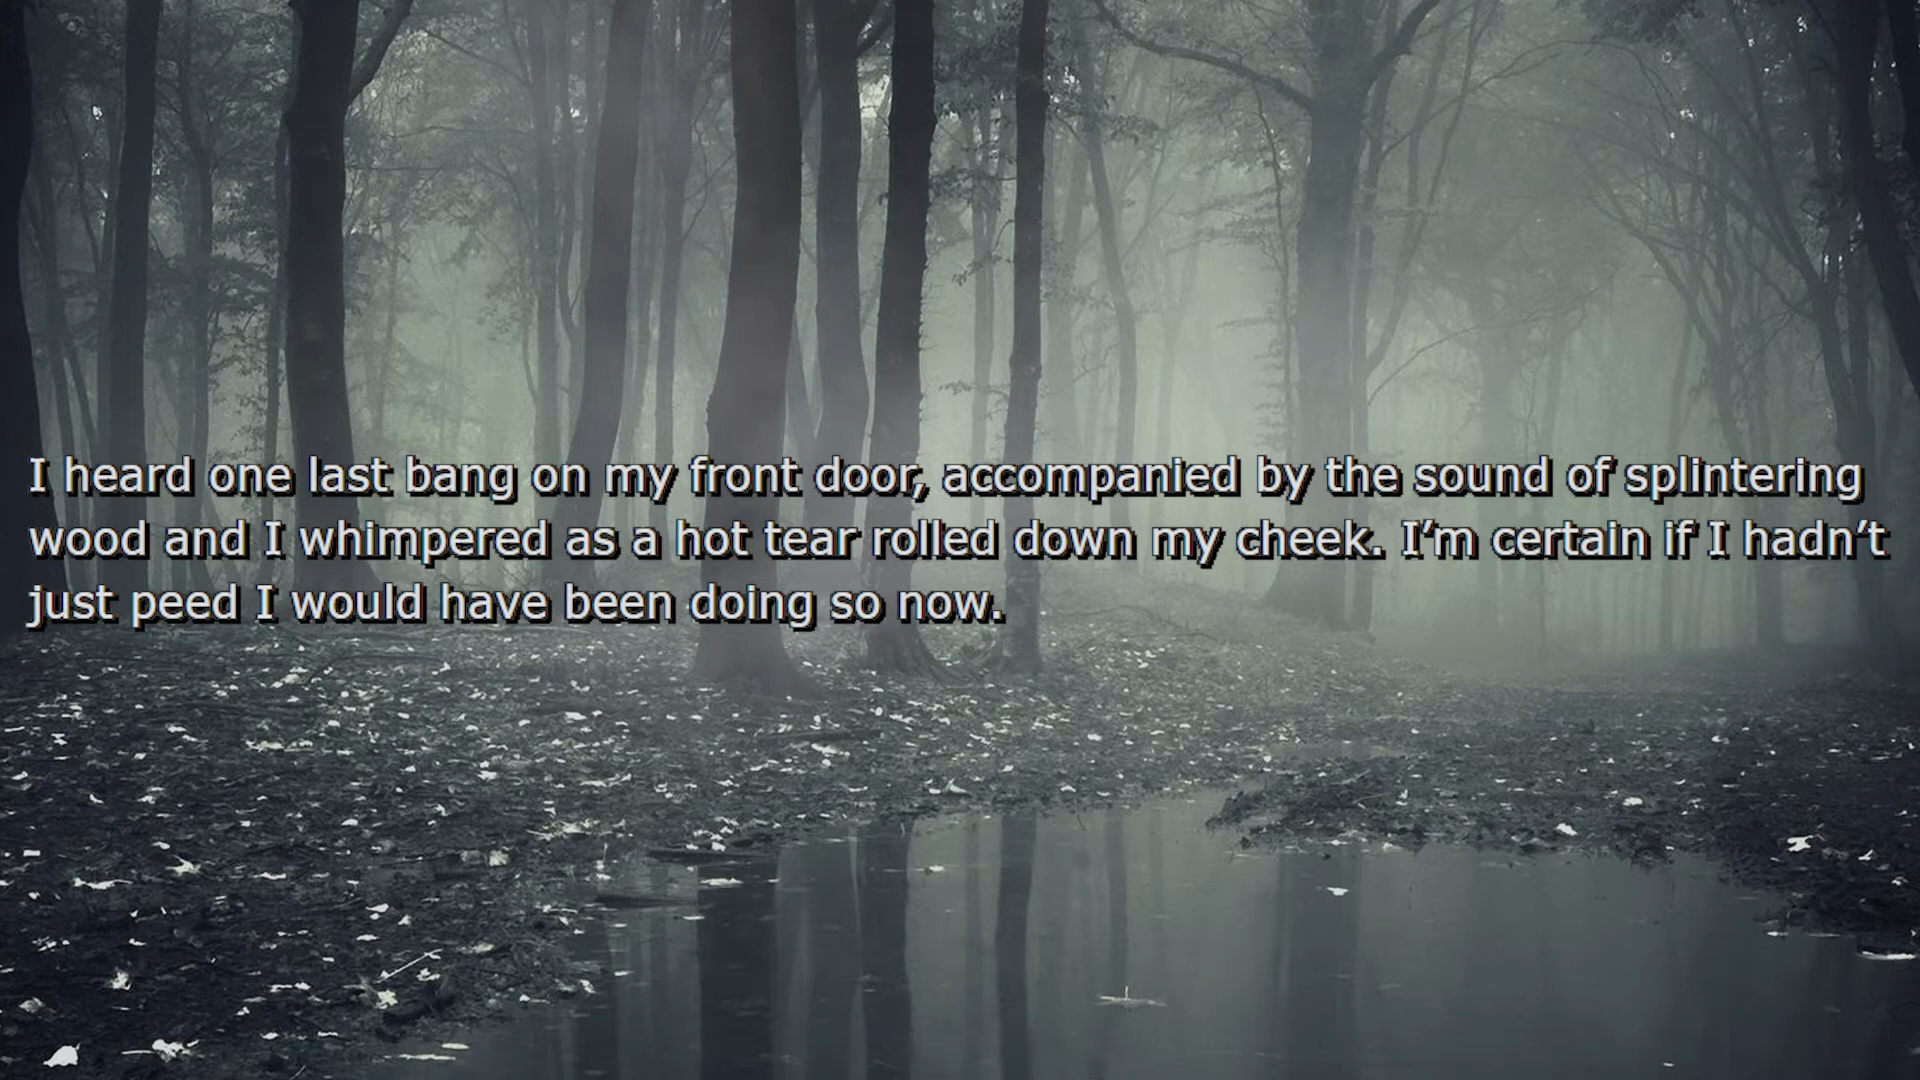 I heard one last bang on my front door, accompanied by the sound of splintering
wood and I whimpered as a hot tear rolled down my cheek. I’m certain if I hadn’t
just peed I would have been doing so now.